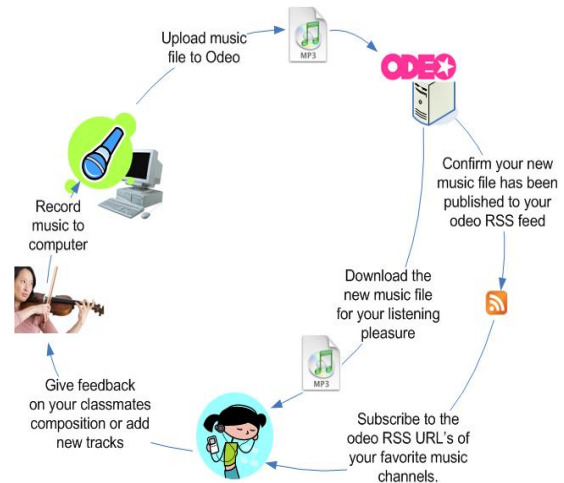 Upload music
file to Odeo
MP3
ODEO
Confirm your new
music file has been
published to your
odeo RSS feed
Record
music to
computer
Download the
new music file
for your listening
pleasure
MP3
Give feedback
on your classmates
composition or add
new tracks
Subscribe to the
odeo RSS URL's of
your favorite music
channels.